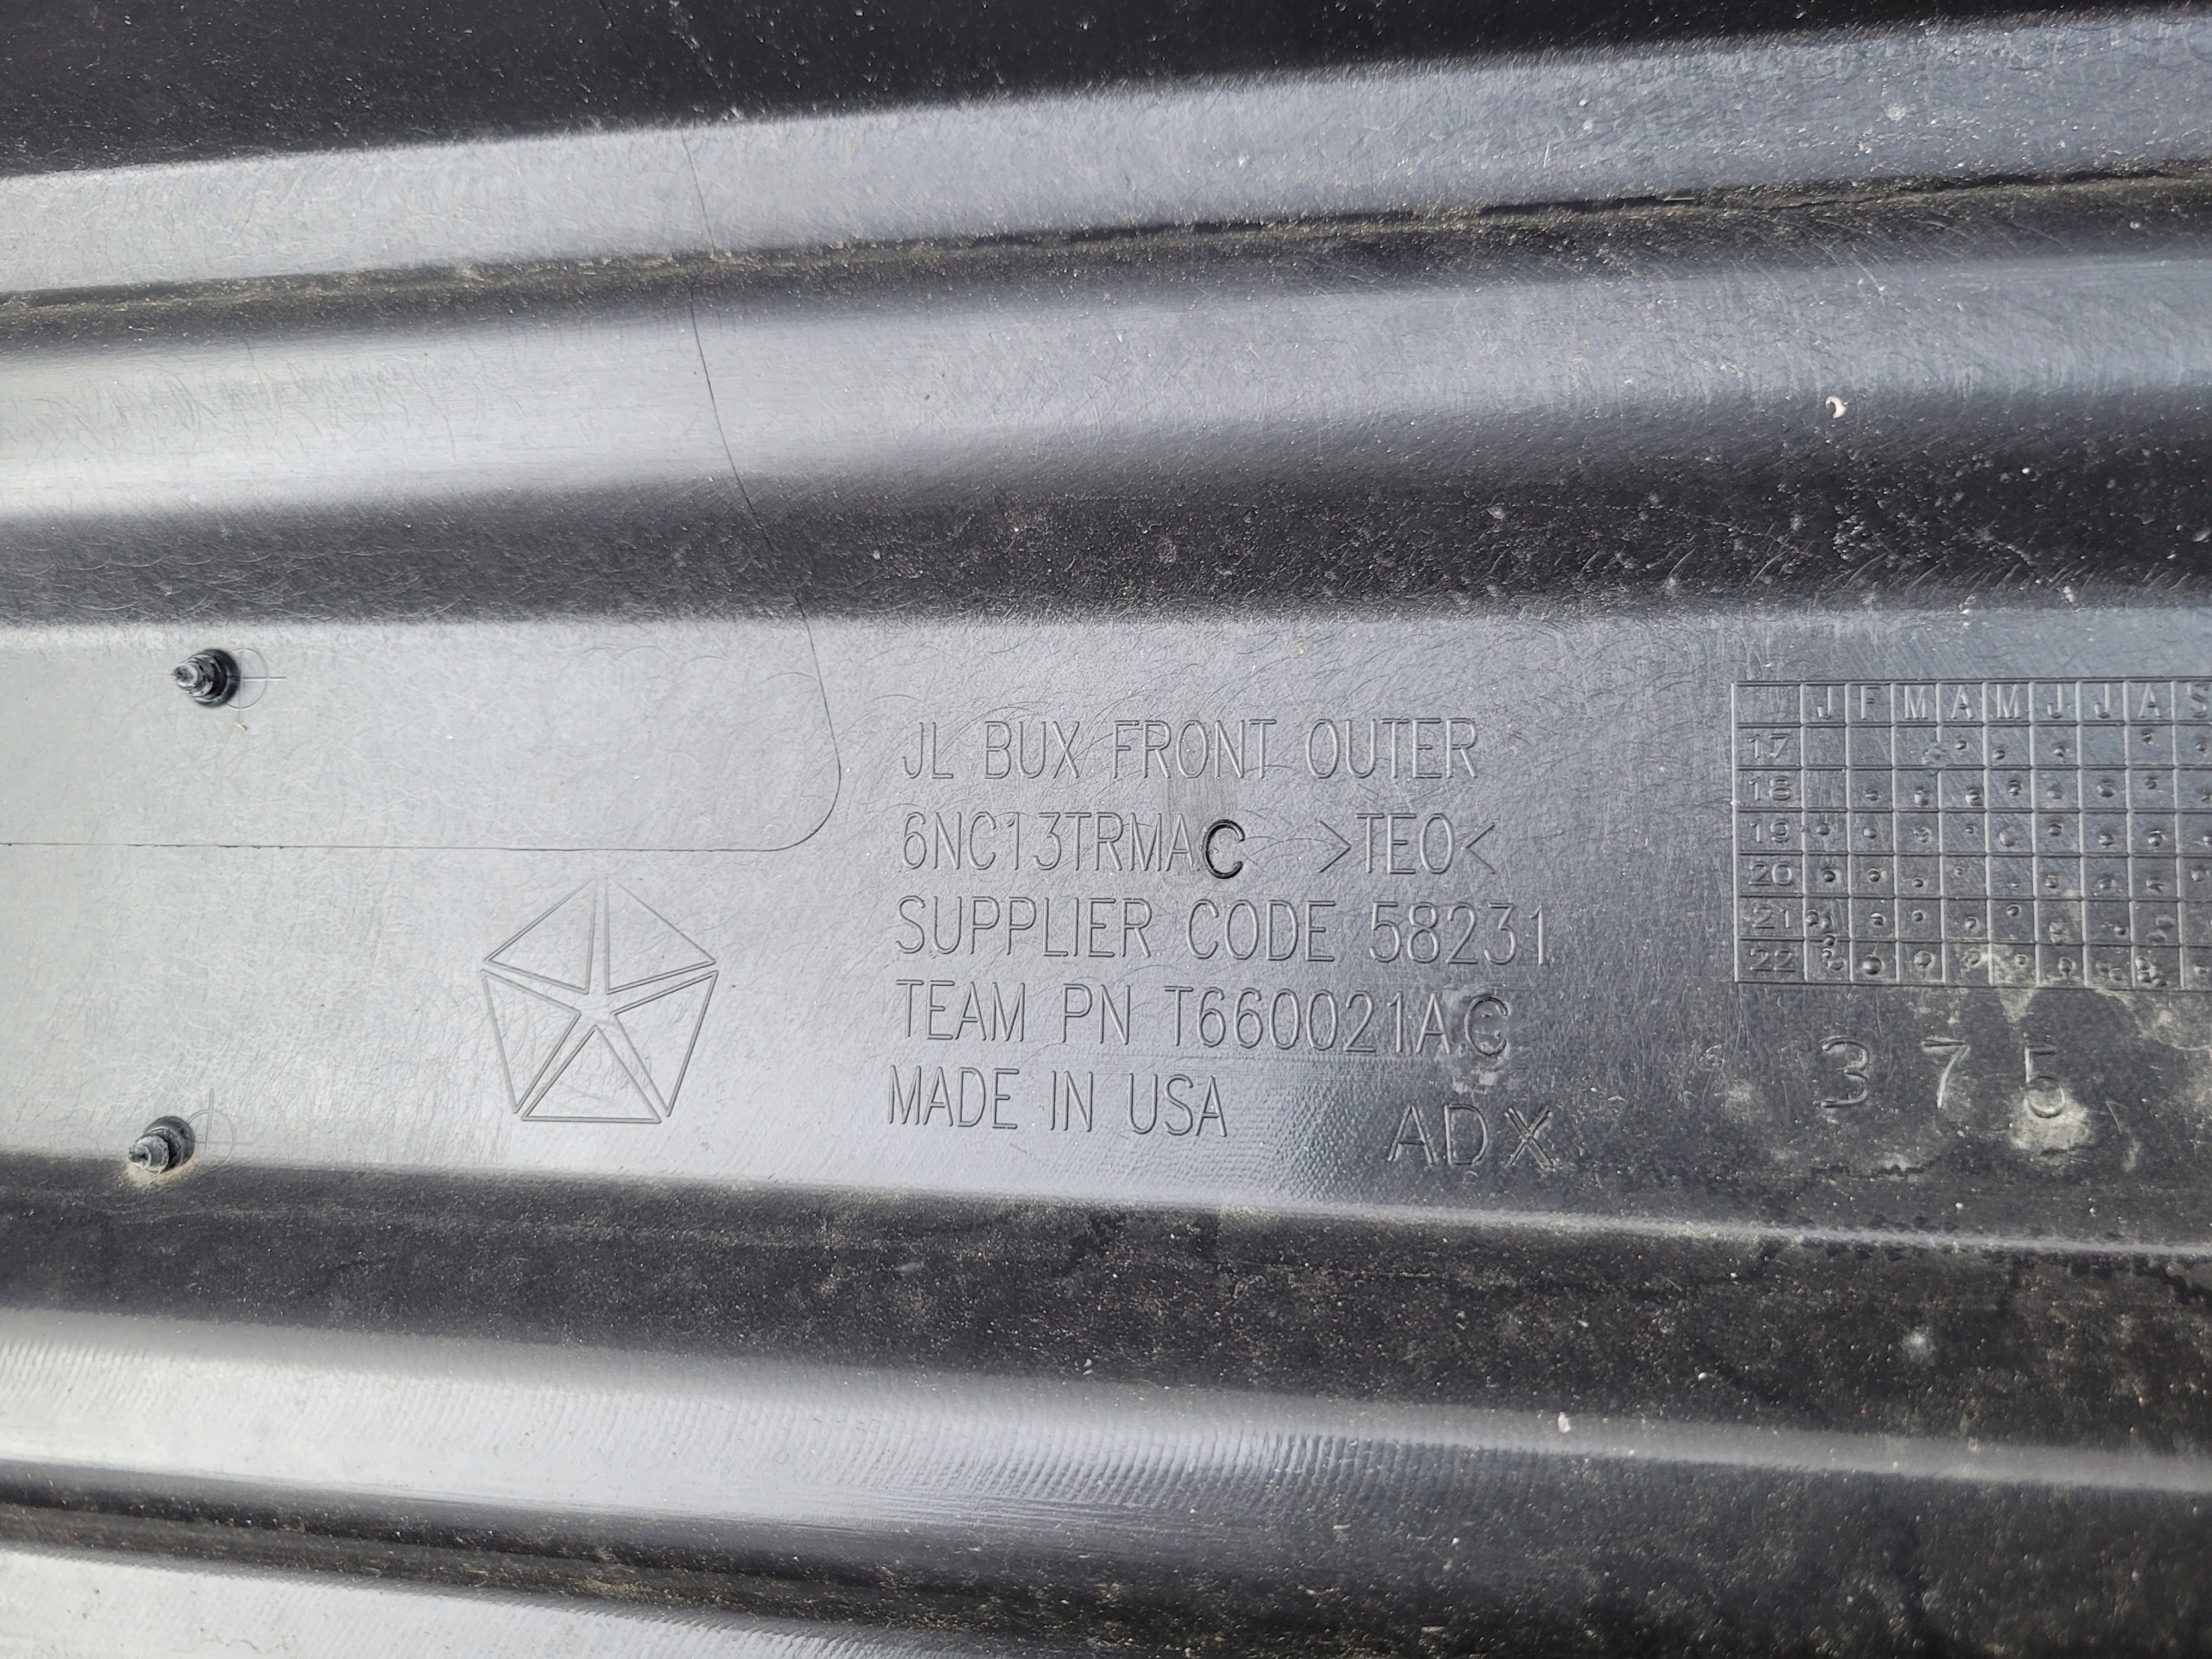 JL BUX FRONT OUTER
6NC13TRMAC >TEO<
SUPPLIER CODE 58231
TEAM PN T660021AC
MADE IN USA
ADX
J F M A M J J A S
17
18
19
20
21
22
375